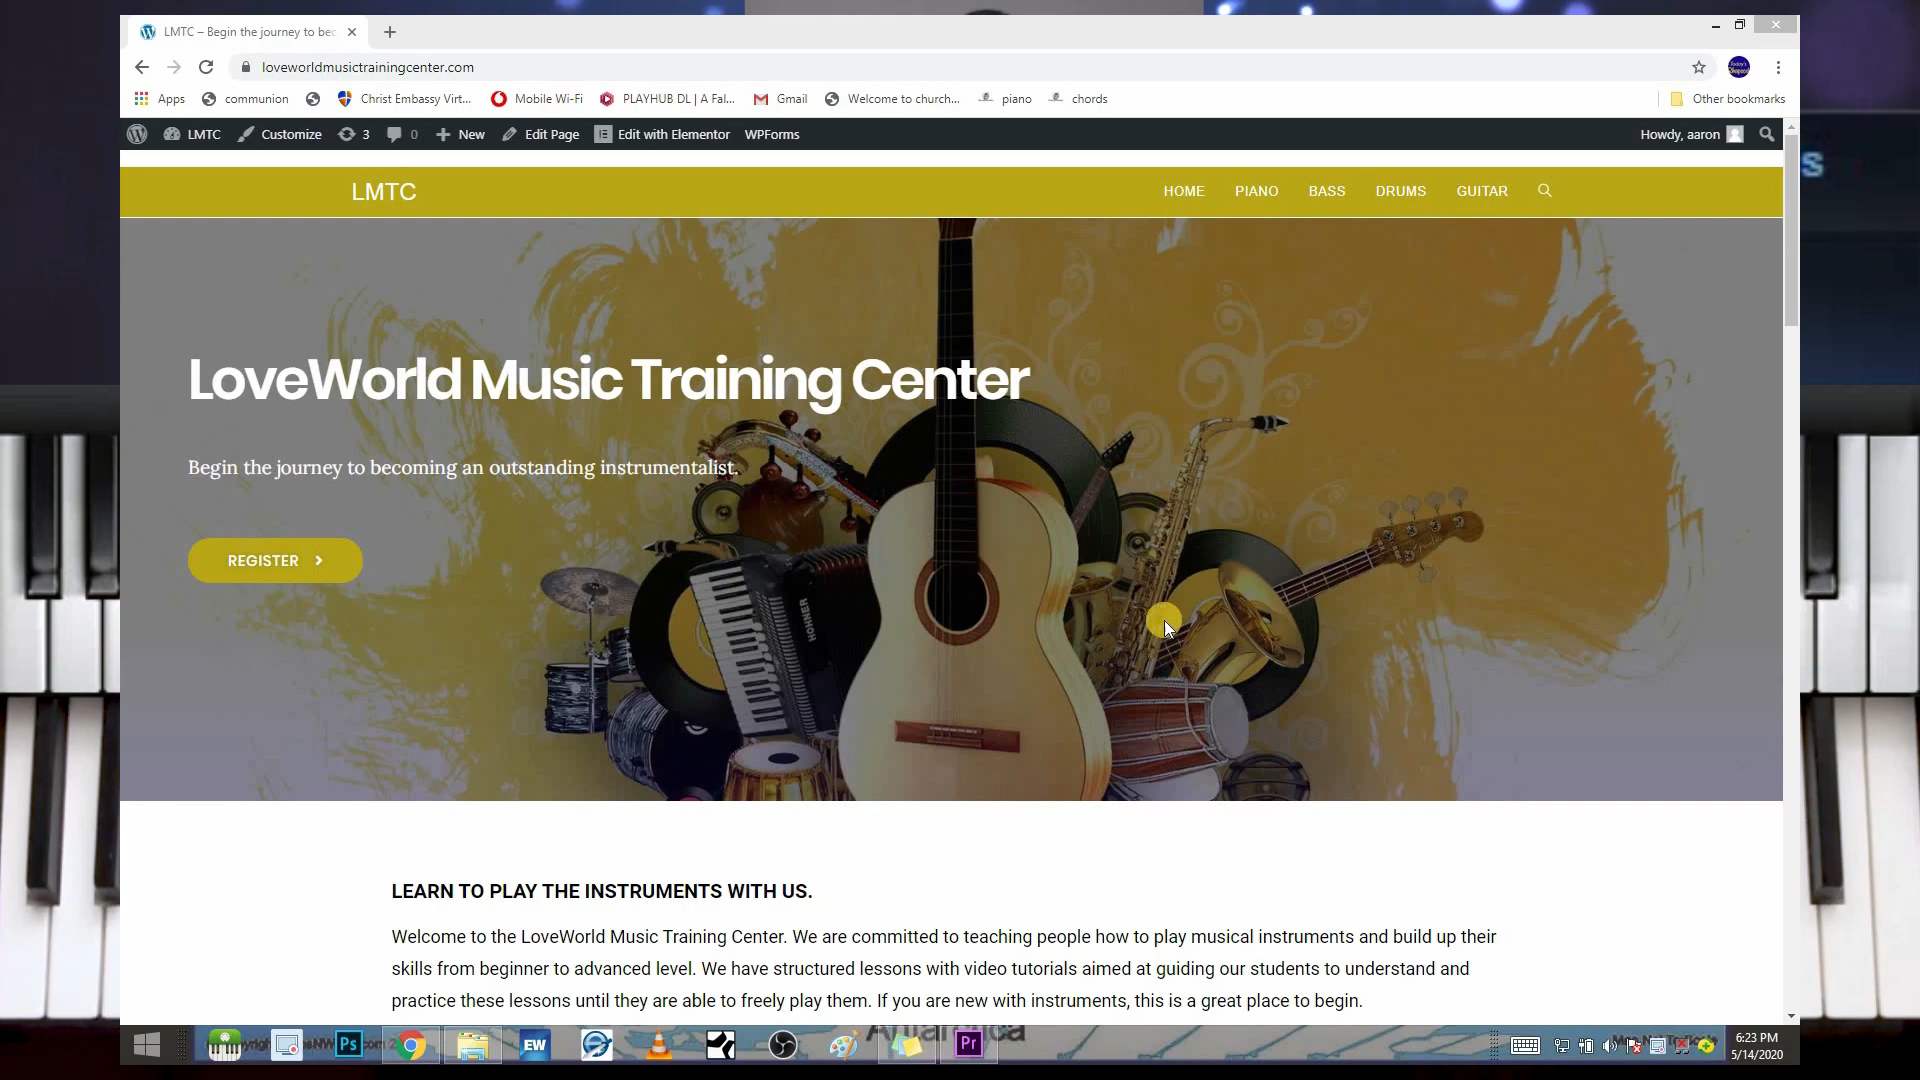 LMTC – Begin the journey to bec
loveworldmusictrainingcenter.com
Apps communion Christ Embassy Virt... Mobile Wi-Fi PLAYHUB DL | A Fal... Gmail Welcome to church... piano chords Other bookmarks
LMTC Customize 3 0 New Edit Page Edit with Elementor WPForms Howdy, aaron
LMTC HOME PIANO BASS DRUMS GUITAR
S
LoveWorld Music Training Center
Begin the journey to becoming an outstanding instrumentalist.
REGISTER
HOHNER
LEARN TO PLAY THE INSTRUMENTS WITH US.
Welcome to the LoveWorld Music Training Center. We are committed to teaching people how to play musical instruments and build up their
skills from beginner to advanced level. We have structured lessons with video tutorials aimed at guiding our students to understand and
practice these lessons until they are able to freely play them. If you are new with instruments, this is a great place to begin.
Ps EW Antarctica Pr 6:23 PM
5/14/2020